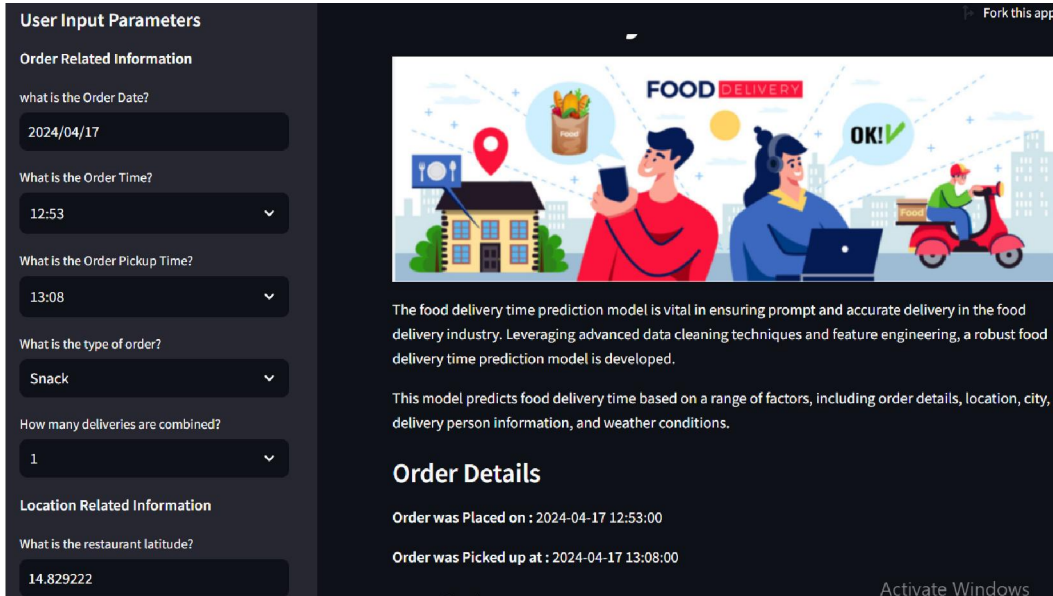 User Input Parameters
Order Related Information
what is the Order Date?
2024/04/17
What is the Order Time?
12:53
What is the Order Pickup Time?
13:08
What is the type of order?
Snack
How many deliveries are combined?
1
Location Related Information
What is the restaurant latitude?
14.829222
Fork this app
FOOD DELIVERY
Food
OK!
Food
The food delivery time prediction model is vital in ensuring prompt and accurate delivery in the food
delivery industry. Leveraging advanced data cleaning techniques and feature engineering, a robust food
delivery time prediction model is developed.
This model predicts food delivery time based on a range of factors, including order details, location, city,
delivery person information, and weather conditions.
Order Details
Order was Placed on : 2024-04-17 12:53:00
Order was Picked up at : 2024-04-17 13:08:00
Activate Windows